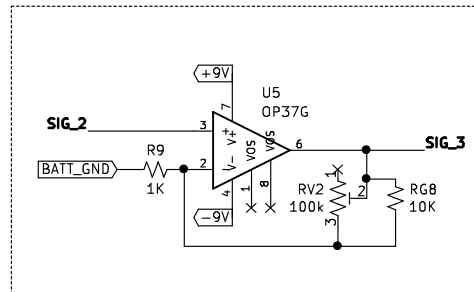 +9V
U5
OP37G
7
SIG_2
3
+
V+
VOS
VOS
6
SIG_3
R9
2
-
V-
BATT_GND
1K
4
1
8
-9V
RV2
100k
1
2
3
RG8
10K